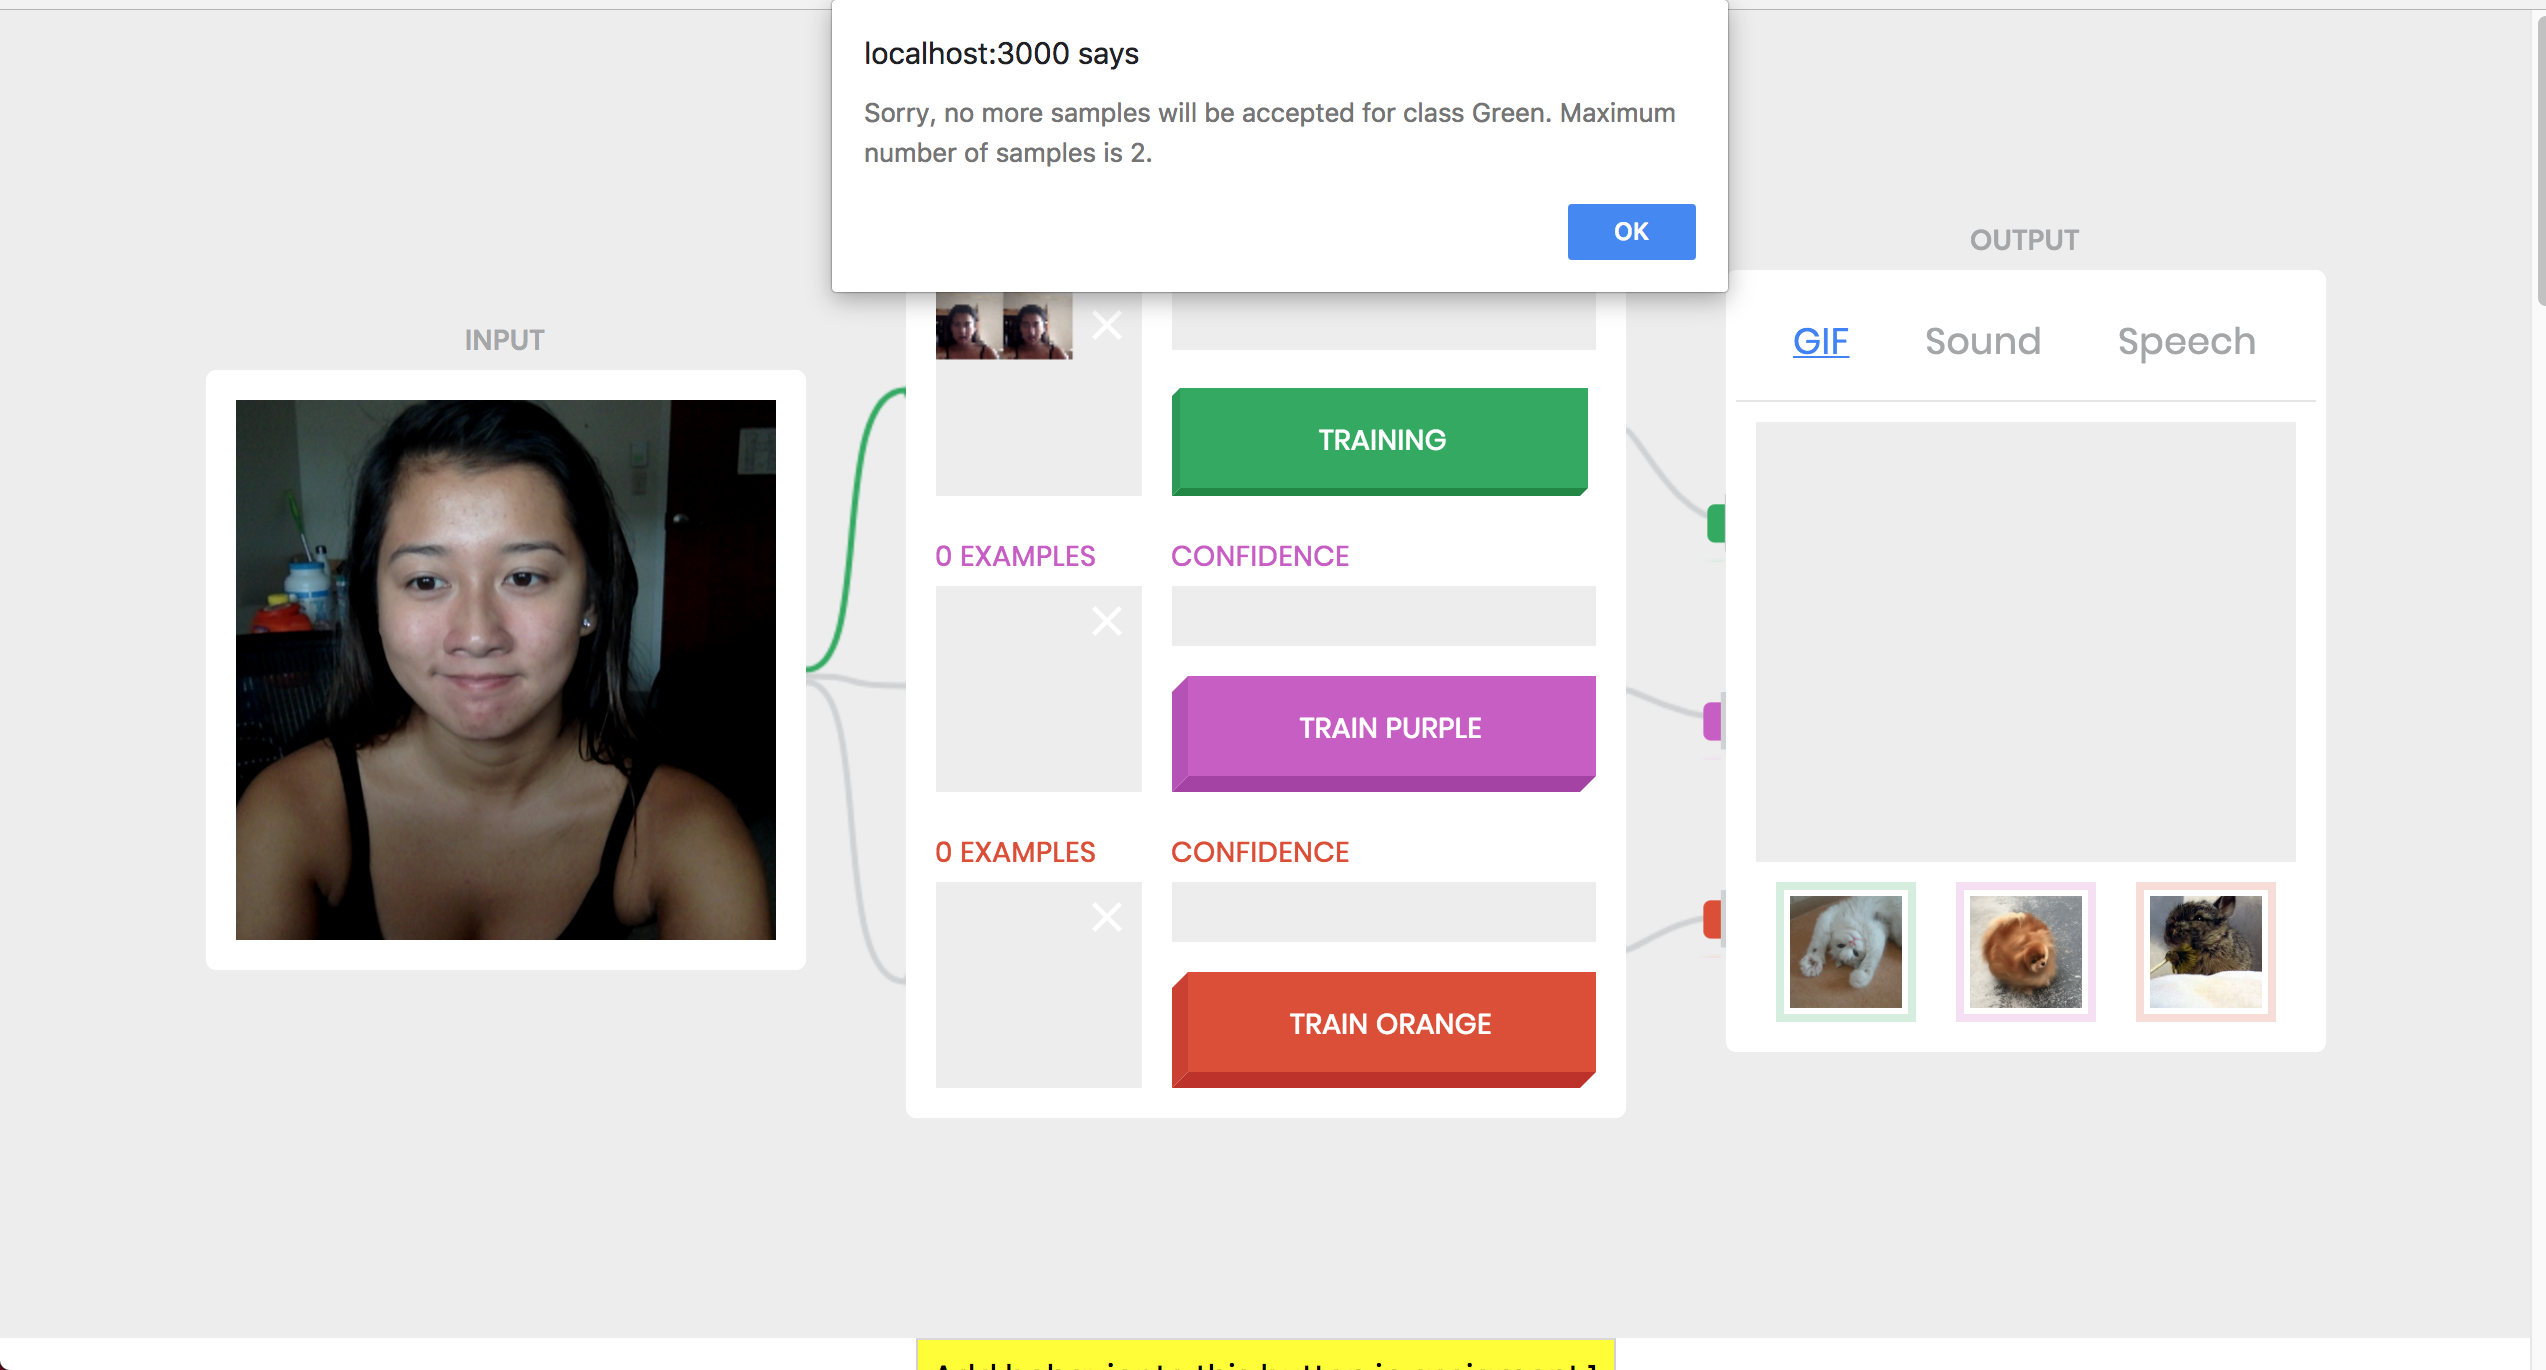 localhost:3000 says
Sorry, no more samples will be accepted for class Green. Maximum
number of samples is 2.
OK
INPUT
TRAINING
0 EXAMPLES
CONFIDENCE
TRAIN PURPLE
0 EXAMPLES
CONFIDENCE
TRAIN ORANGE
OUTPUT
GIF Sound Speech